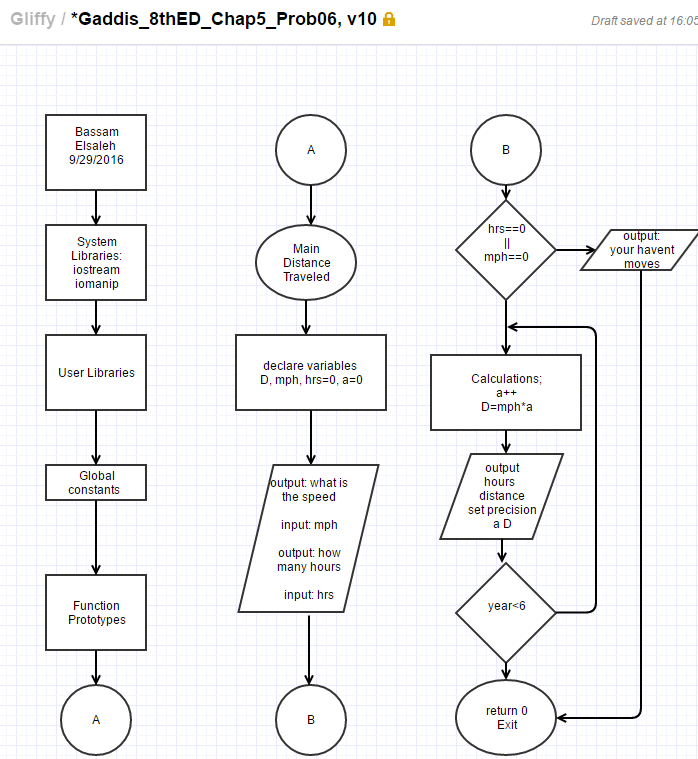 Gliffy / *Gaddis_8thED_Chap5_Prob06, v10
Draft saved at 16:05
Bassam
Elsaleh
9/29/2016
System
Libraries:
iostream
iomanip
User Libraries
Global
constants
Function
Prototypes
A
A
Main
Distance
Traveled
declare variables
D, mph, hrs=0, a=0
output: what is
the speed
input: mph
output: how
many hours
input: hrs
B
B
hrs==0
||
mph==0
output:
your havent
moves
Calculations;
a++
D=mph*a
output
hours
distance
set precision
a D
year<6
return 0
Exit